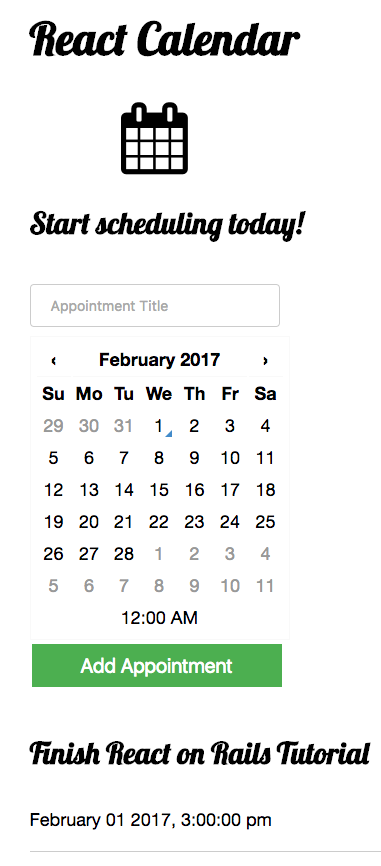 React Calendar
Start scheduling today!
Appointment Title
‹ February 2017 ›
Su Mo Tu We Th Fr Sa
29 30 31 1 2 3 4
5 6 7 8 9 10 11
12 13 14 15 16 17 18
19 20 21 22 23 24 25
26 27 28 1 2 3 4
5 6 7 8 9 10 11
12:00 AM
Add Appointment
Finish React on Rails Tutorial
February 01 2017, 3:00:00 pm